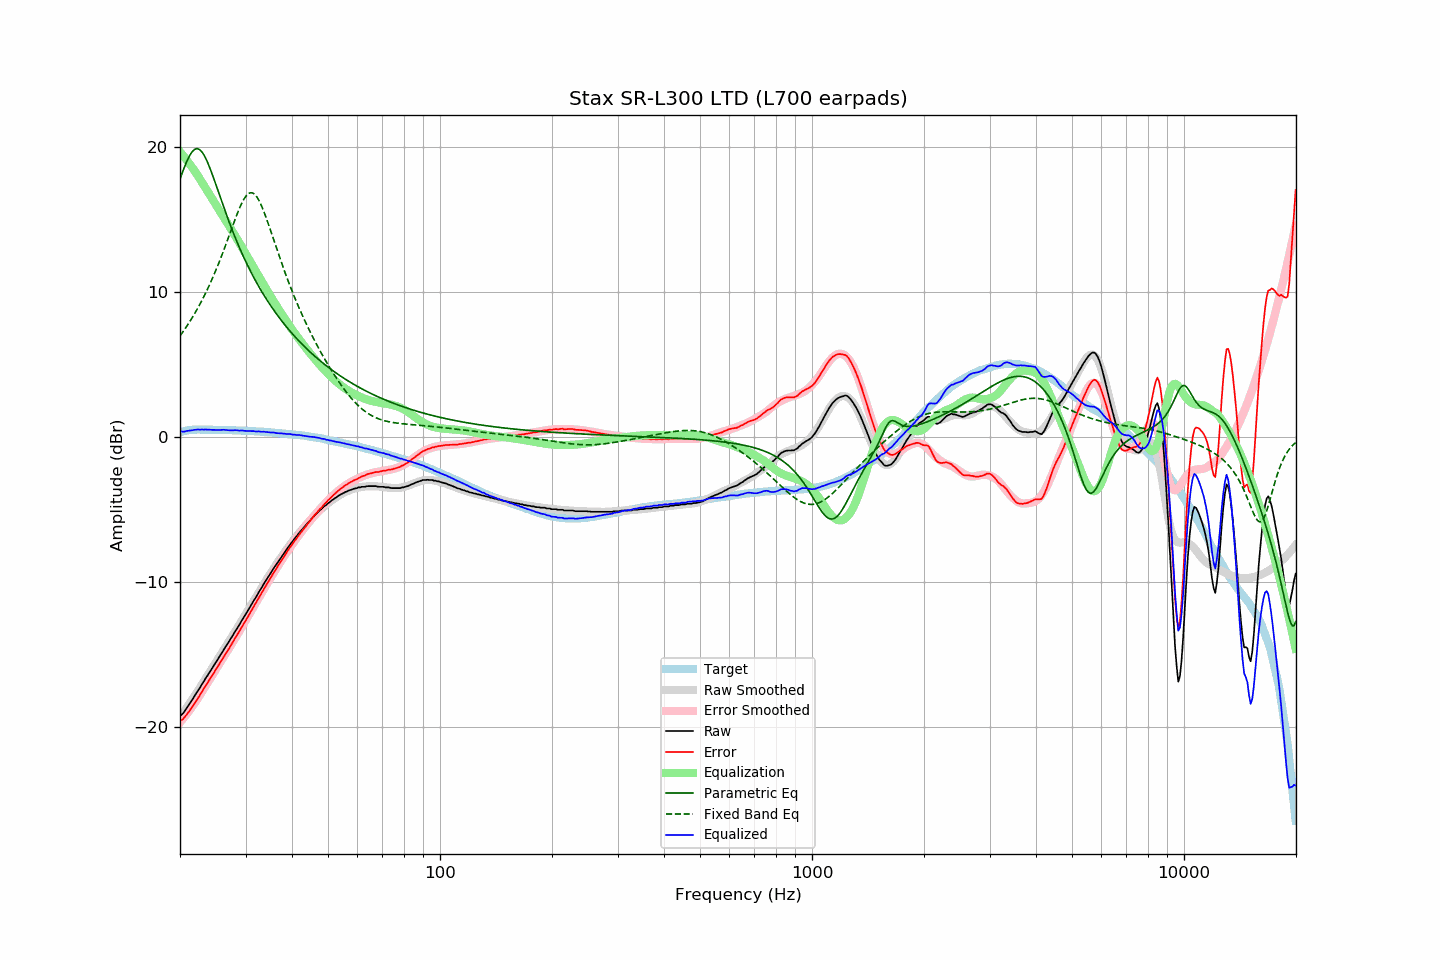 Stax SR-L300 LTD (L700 earpads)
Amplitude (dBr)
20
10
0
−10
−20
Target
Raw Smoothed
Error Smoothed
Raw
Error
Equalization
Parametric Eq
Fixed Band Eq
Equalized
100
1000
10000
Frequency (Hz)